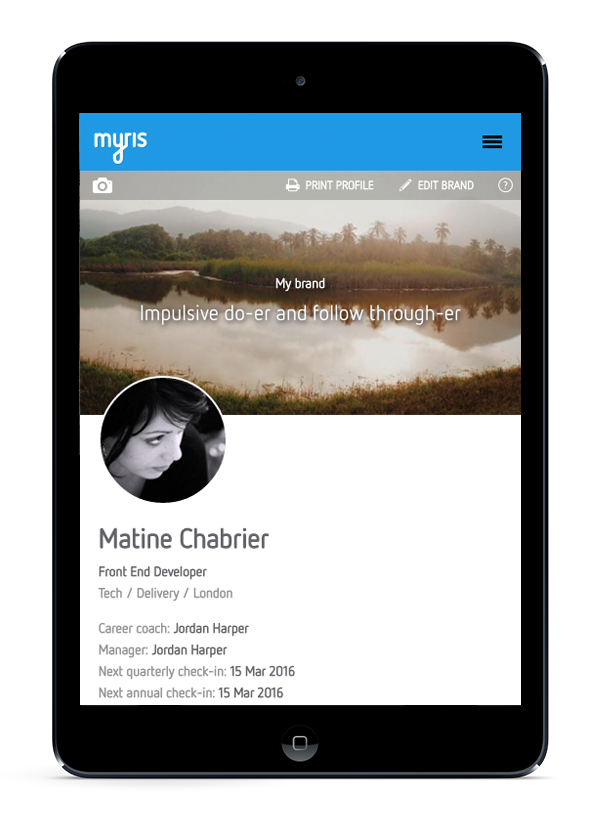 myris
PRINT PROFILE EDIT BRAND ?
My brand
Impulsive do-er and follow through-er
Matine Chabrier
Front End Developer
Tech / Delivery / London
Career coach: Jordan Harper
Manager: Jordan Harper
Next quarterly check-in: 15 Mar 2016
Next annual check-in: 15 Mar 2016